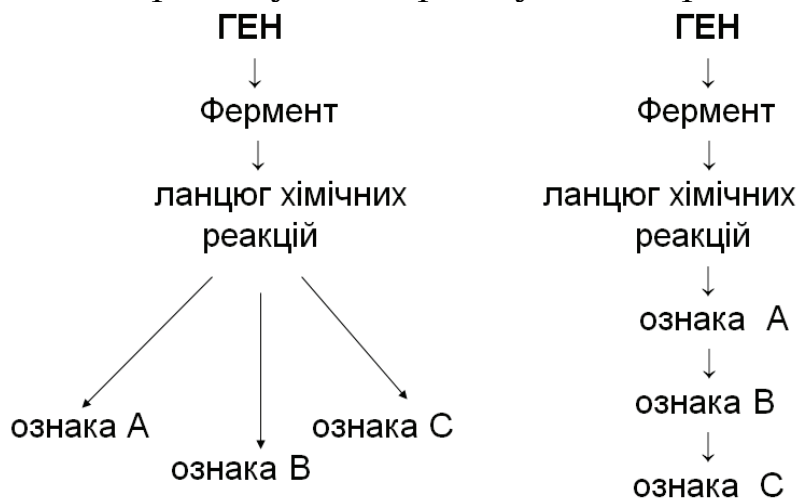 ГЕН
Фермент
ланцюг хімічних
реакцій
ознака А
ознака В
ознака С
ГЕН
Фермент
ланцюг хімічних
реакцій
ознака А
ознака В
ознака С